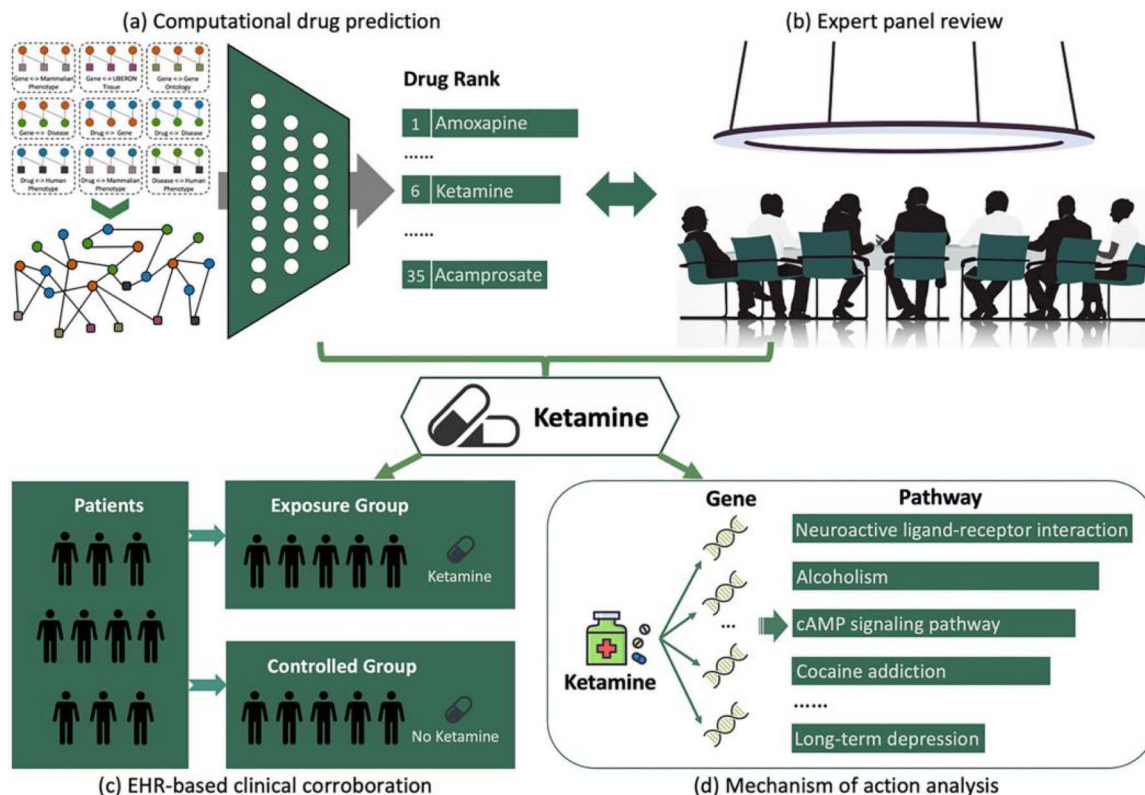 (a) Computational drug prediction
(b) Expert panel review
Gene <-> Mammalian
Phenotype
Gene <-> UBERON
Tissue
Gene <-> Gene
Ontology
Gene <-> Disease
Drug <-> Gene
Drug <-> Disease
Drug <-> Human
Phenotype
Drug <-> Mammalian
Phenotype
Disease <-> Human
Phenotype
Drug Rank
1 Amoxapine
......
6 Ketamine
......
35 Acamprosate
Ketamine
Patients
Exposure Group
Ketamine
Controlled Group
No Ketamine
Gene
Pathway
Ketamine
...
Neuroactive ligand-receptor interaction
Alcoholism
cAMP signaling pathway
Cocaine addiction
......
Long-term depression
(c) EHR-based clinical corroboration
(d) Mechanism of action analysis